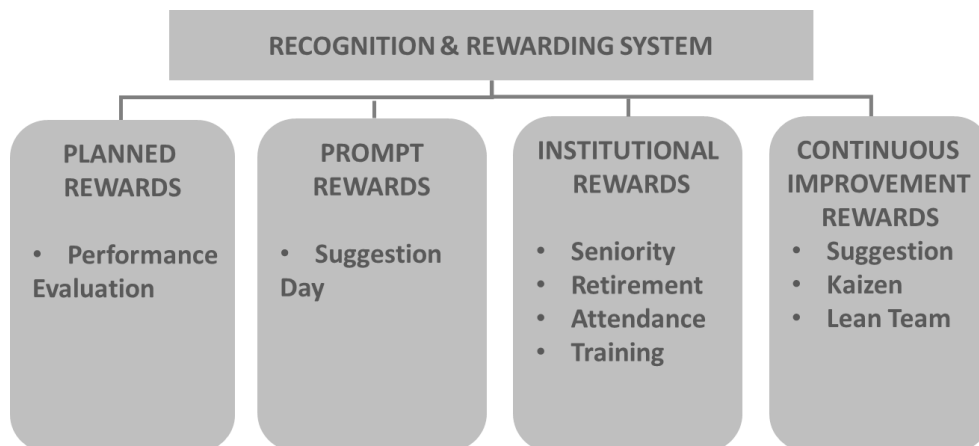 RECOGNITION & REWARDING SYSTEM
PLANNED
REWARDS
• Performance
Evaluation
PROMPT
REWARDS
• Suggestion
Day
INSTITUTIONAL
REWARDS
• Seniority
• Retirement
• Attendance
• Training
CONTINUOUS
IMPROVEMENT
REWARDS
• Suggestion
• Kaizen
• Lean Team